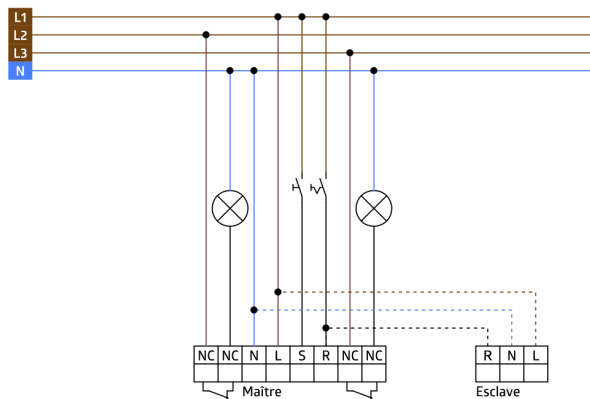 L1
L2
L3
N
NC NC N L S R NC NC
R N L
Maître
Esclave